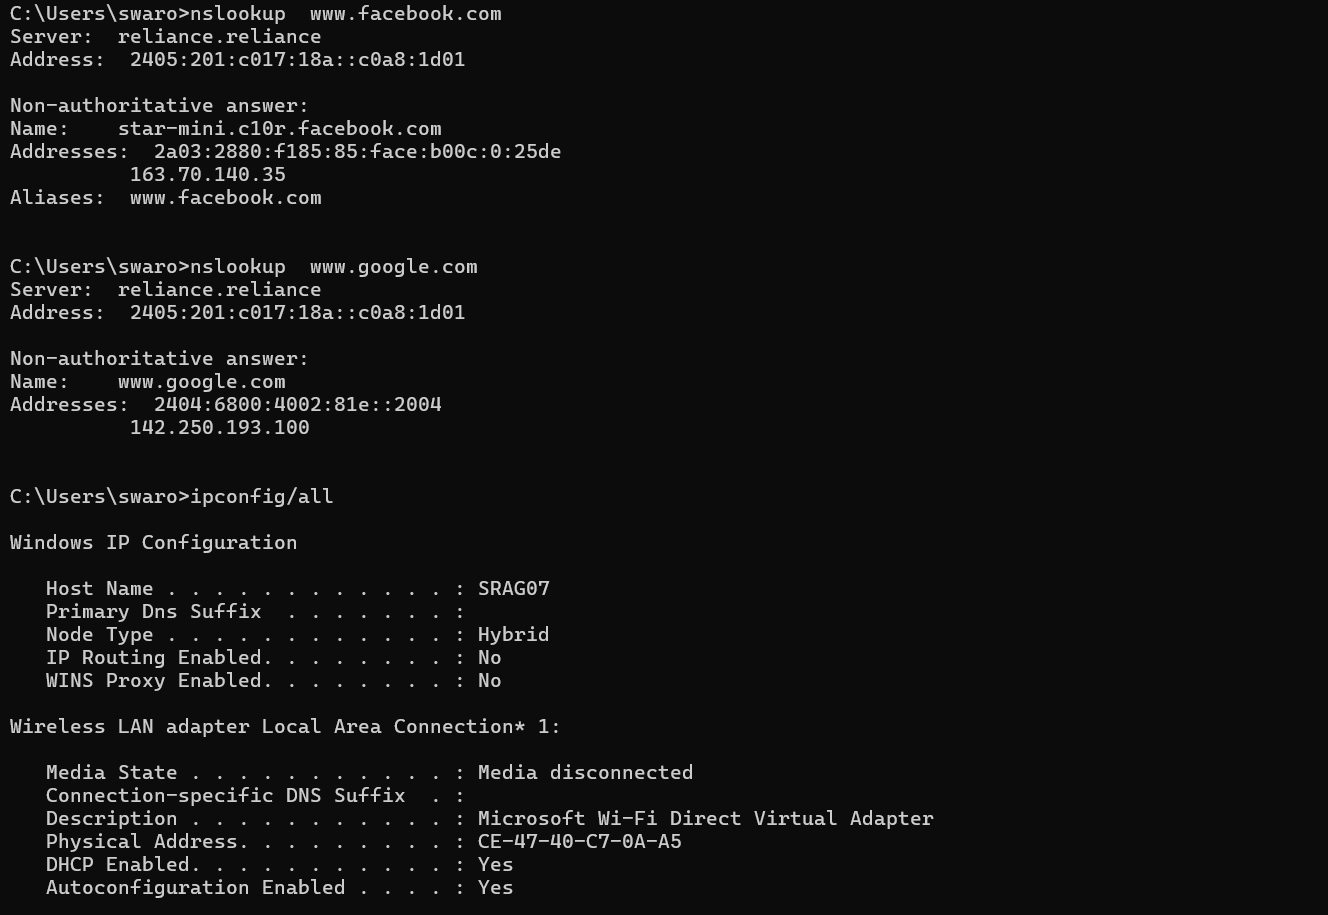 C:\Users\swaro>nslookup  www.facebook.com
Server:  reliance.reliance
Address:  2405:201:c017:18a::c0a8:1d01
Non-authoritative answer:
Name:    star-mini.c10r.facebook.com
Addresses:  2a03:2880:f185:85:face:b00c:0:25de
          163.70.140.35
Aliases:  www.facebook.com
C:\Users\swaro>nslookup  www.google.com
Server:  reliance.reliance
Address:  2405:201:c017:18a::c0a8:1d01
Non-authoritative answer:
Name:    www.google.com
Addresses:  2404:6800:4002:81e::2004
          142.250.193.100
C:\Users\swaro>ipconfig/all
Windows IP Configuration
   Host Name . . . . . . . . . . . . : SRAG07
   Primary Dns Suffix  . . . . . . . :
   Node Type . . . . . . . . . . . . : Hybrid
   IP Routing Enabled. . . . . . . . : No
   WINS Proxy Enabled. . . . . . . . : No
Wireless LAN adapter Local Area Connection* 1:
   Media State . . . . . . . . . . . : Media disconnected
   Connection-specific DNS Suffix  . :
   Description . . . . . . . . . . . : Microsoft Wi-Fi Direct Virtual Adapter
   Physical Address. . . . . . . . . : CE-47-40-C7-0A-A5
   DHCP Enabled. . . . . . . . . . . : Yes
   Autoconfiguration Enabled . . . . : Yes